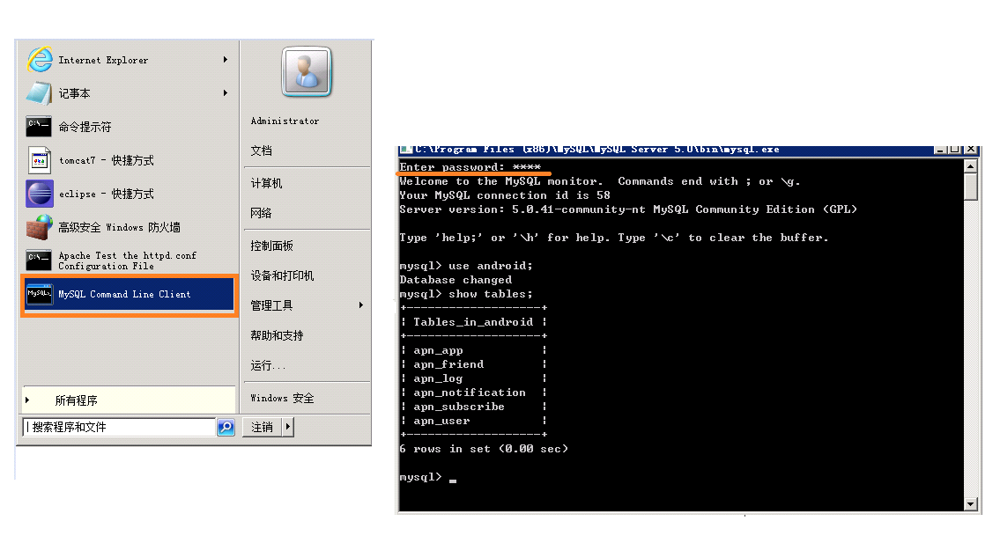 Internet Explorer
记事本
命令提示符
tomcat7 - 快捷方式
eclipse - 快捷方式
高级安全 Windows 防火墙
Apache Test the httpd.conf
Configuration File
MySQL Command Line Client
所有程序
搜索程序和文件
Administrator
文档
计算机
网络
控制面板
设备和打印机
管理工具
帮助和支持
运行...
Windows 安全
注销
C:\Program Files (x86)\MySQL\MySQL Server 5.0\bin\mysql.exe
Enter password: ****
Welcome to the MySQL monitor.  Commands end with ; or \g.
Your MySQL connection id is 58
Server version: 5.0.41-community-nt MySQL Community Edition (GPL)
Type 'help;' or '\h' for help. Type '\c' to clear the buffer.
mysql> use android;
Database changed
mysql> show tables;
+-------------------+
| Tables_in_android |
+-------------------+
| apn_app           |
| apn_friend        |
| apn_log           |
| apn_notification  |
| apn_subscribe     |
| apn_user          |
+-------------------+
6 rows in set (0.00 sec)
mysql> _